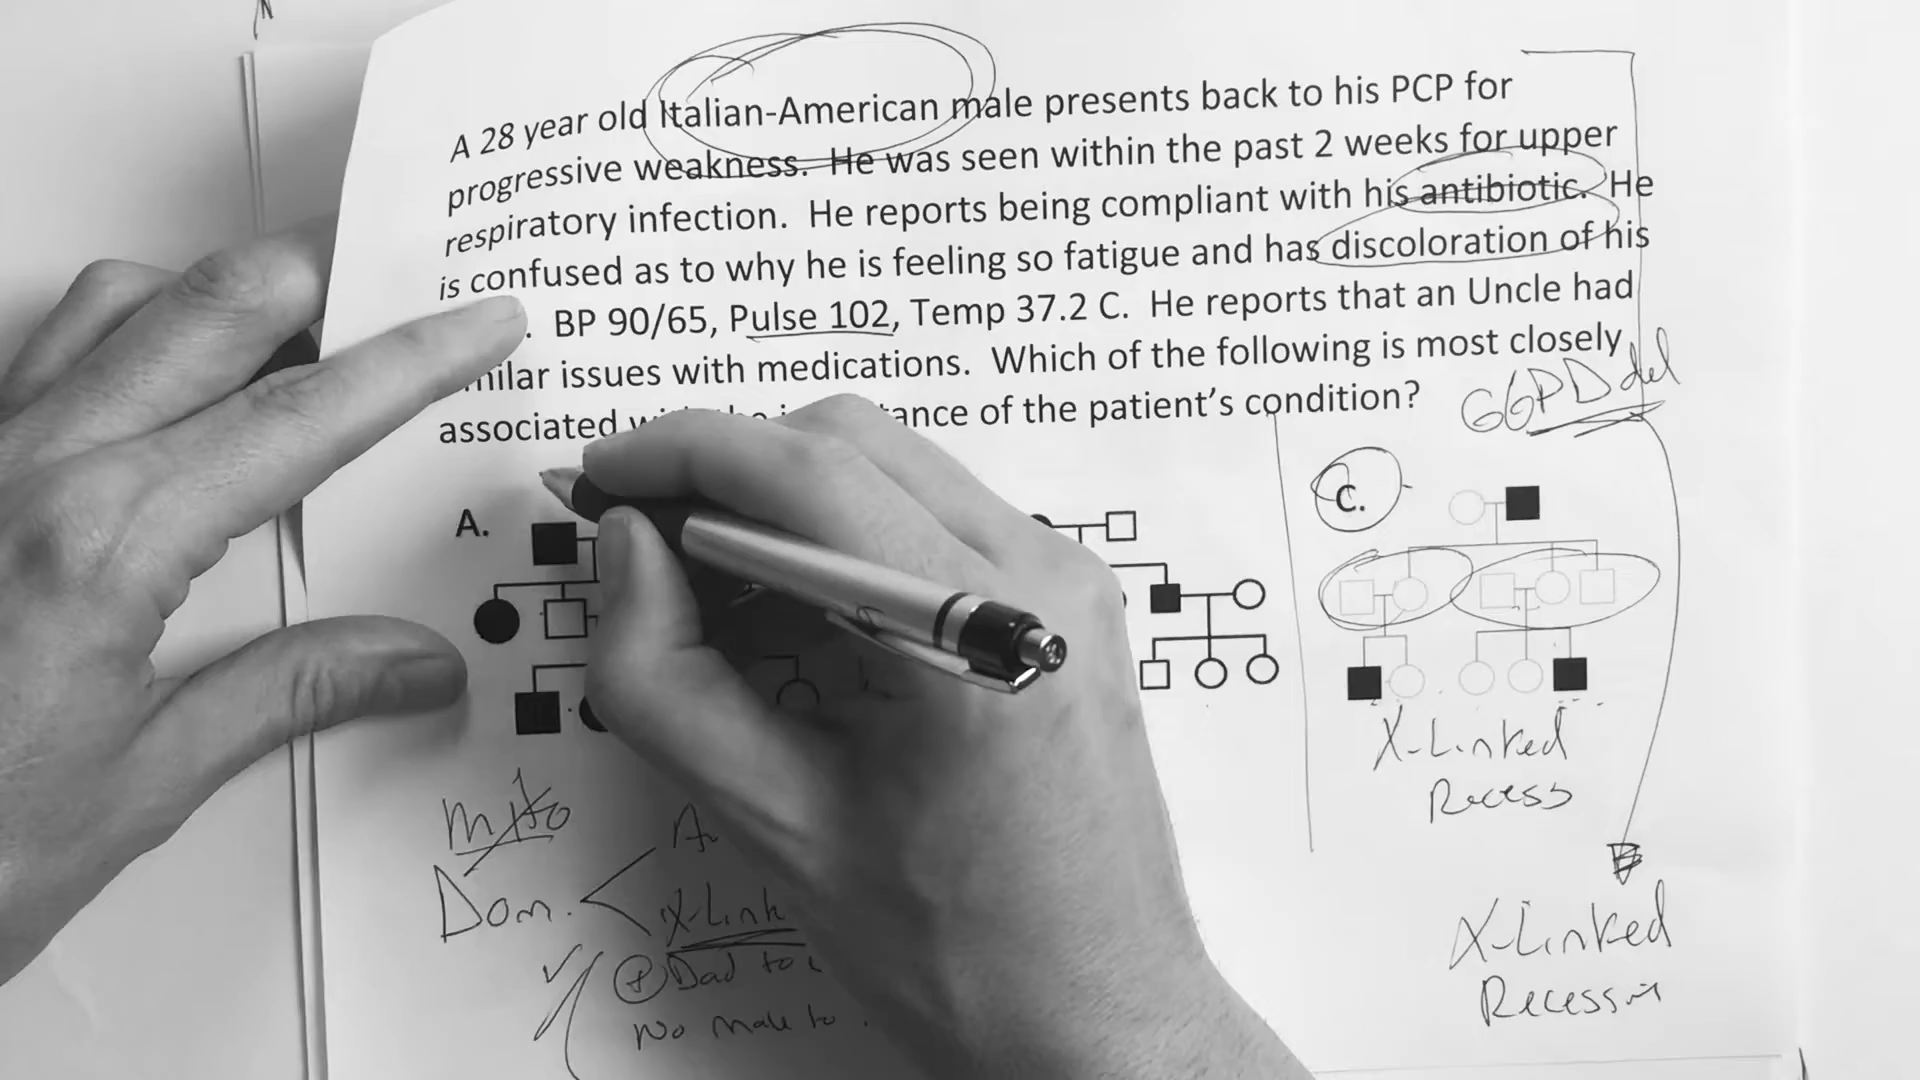 A 28 year old Italian-American male presents back to his PCP for
progressive weakness. He was seen within the past 2 weeks for upper
respiratory infection. He reports being compliant with his antibiotic. He
is confused as to why he is feeling so fatigue and has discoloration of his
. BP 90/65, Pulse 102, Temp 37.2 C. He reports that an Uncle had
milar issues with medications. Which of the following is most closely
associated of the patient's condition?
G6PD def
A.
C.
X-Linked
Recess
Mito
Dom.
X-Link
+ Dad to
No male to
X-Linked
Recessive